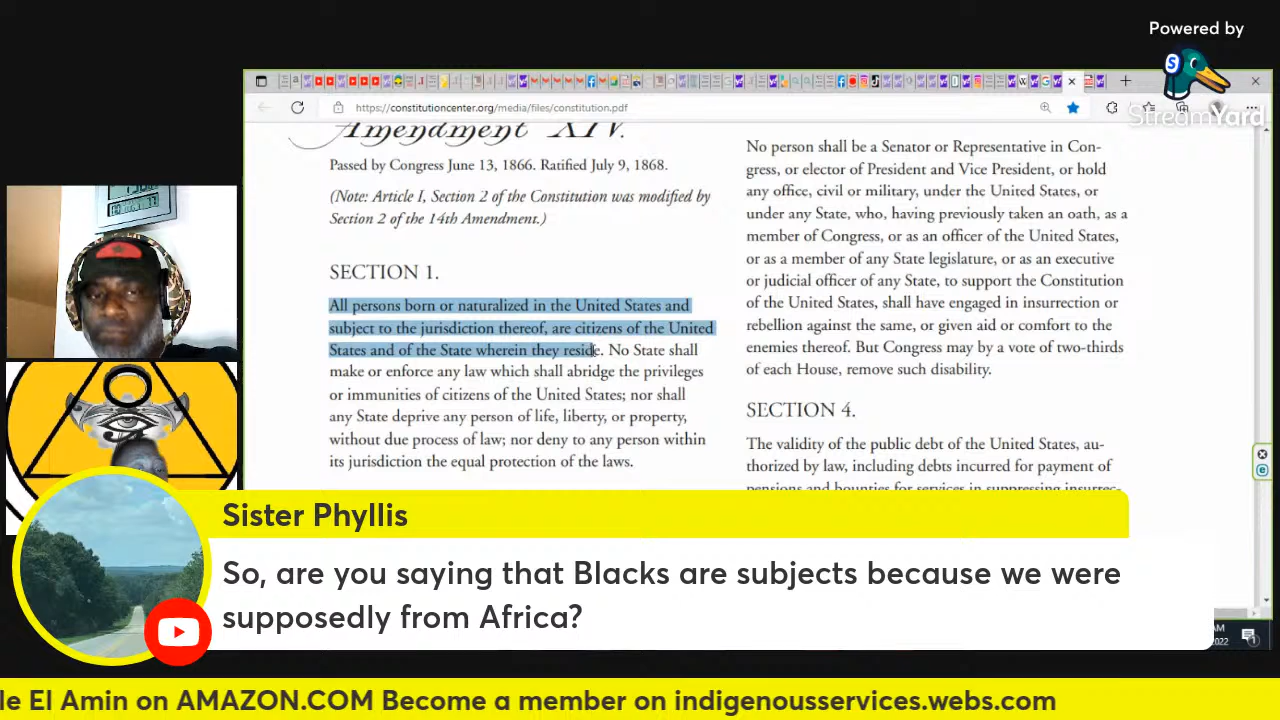 Powered by
StreamYard
https://constitutioncenter.org/media/files/constitution.pdf
Amendment XIV.
Passed by Congress June 13, 1866. Ratified July 9, 1868.
(Note: Article I, Section 2 of the Constitution was modified by
Section 2 of the 14th Amendment.)
SECTION 1.
All persons born or naturalized in the United States and
subject to the jurisdiction thereof, are citizens of the United
States and of the State wherein they reside. No State shall
make or enforce any law which shall abridge the privileges
or immunities of citizens of the United States; nor shall
any State deprive any person of life, liberty, or property,
without due process of law; nor deny to any person within
its jurisdiction the equal protection of the laws.
No person shall be a Senator or Representative in Con-
gress, or elector of President and Vice President, or hold
any office, civil or military, under the United States, or
under any State, who, having previously taken an oath, as a
member of Congress, or as an officer of the United States,
or as a member of any State legislature, or as an executive
or judicial officer of any State, to support the Constitution
of the United States, shall have engaged in insurrection or
rebellion against the same, or given aid or comfort to the
enemies thereof. But Congress may by a vote of two-thirds
of each House, remove such disability.
SECTION 4.
The validity of the public debt of the United States, au-
thorized by law, including debts incurred for payment of
pensions and bounties for services in suppressing insurrec-
AM
2022
Sister Phyllis
So, are you saying that Blacks are subjects because we were
supposedly from Africa?
le El Amin on AMAZON.COM Become a member on indigenousservices.webs.com